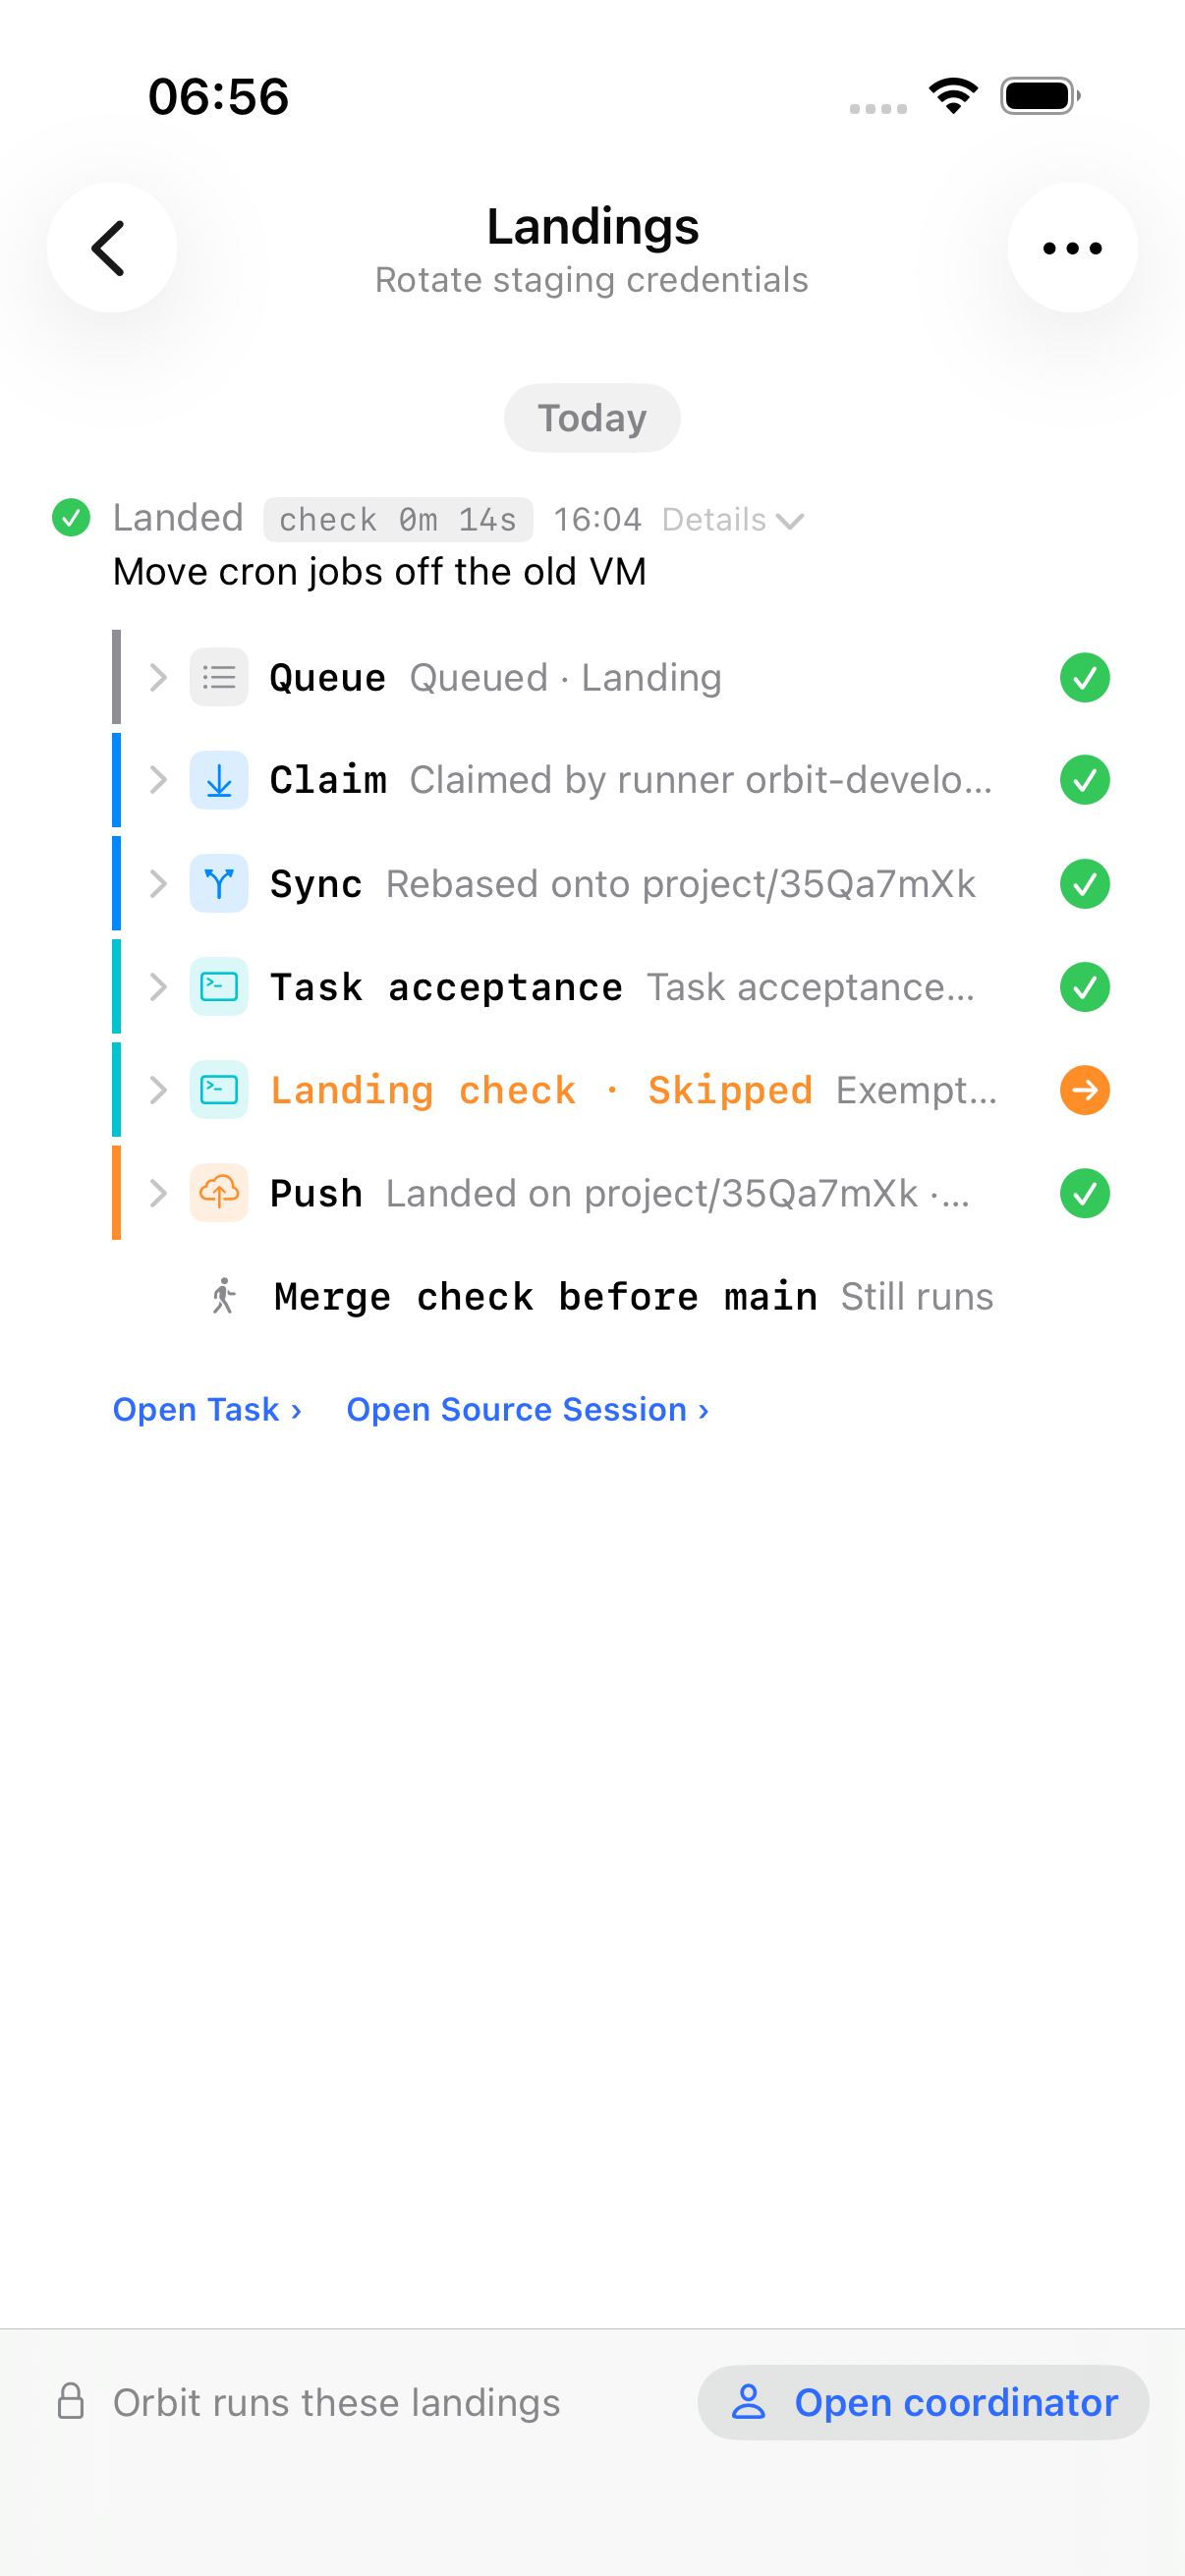 06:56
Landings
Rotate staging credentials
Today
Landed check 0m 14s 16:04 Details
Move cron jobs off the old VM
Queue Queued · Landing
Claim Claimed by runner orbit-develo...
Sync Rebased onto project/35Qa7mXk
Task acceptance Task acceptance...
Landing check · Skipped Exempt...
Push Landed on project/35Qa7mXk ·...
Merge check before main Still runs
Open Task › Open Source Session ›
Orbit runs these landings Open coordinator